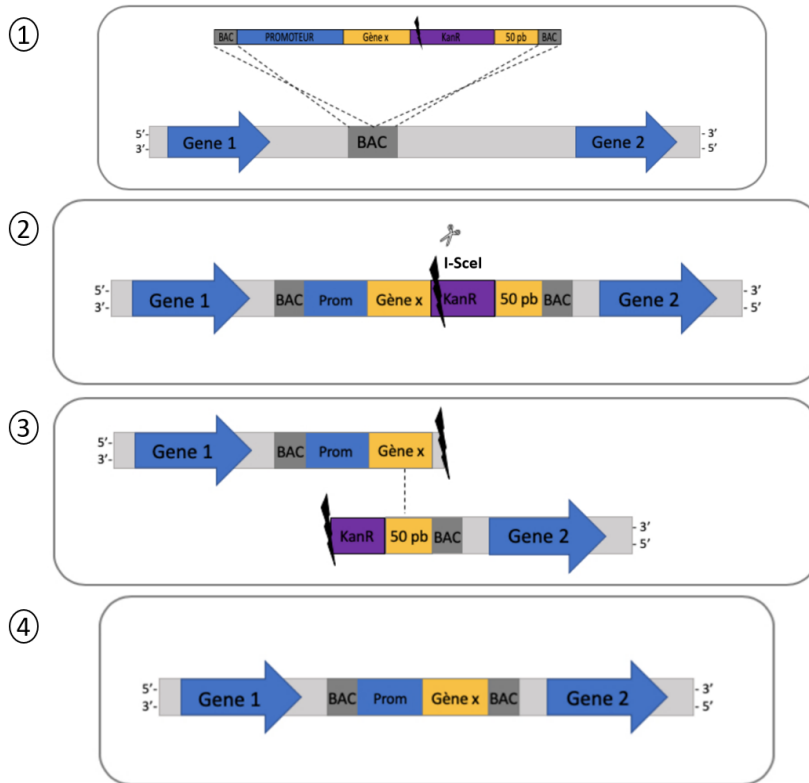 ①
BAC PROMOTEUR Gène x KanR 50 pb BAC
5’- Gene 1 BAC Gene 2 - 3’
3’- - 5’
②
I-SceI
5’- Gene 1 BAC Prom Gène x KanR 50 pb BAC Gene 2 - 3’
3’- - 5’
③
5’- Gene 1 BAC Prom Gène x
3’-
KanR 50 pb BAC Gene 2 - 3’
- 5’
④
5’- Gene 1 BAC Prom Gène x BAC Gene 2 - 3’
3’- - 5’